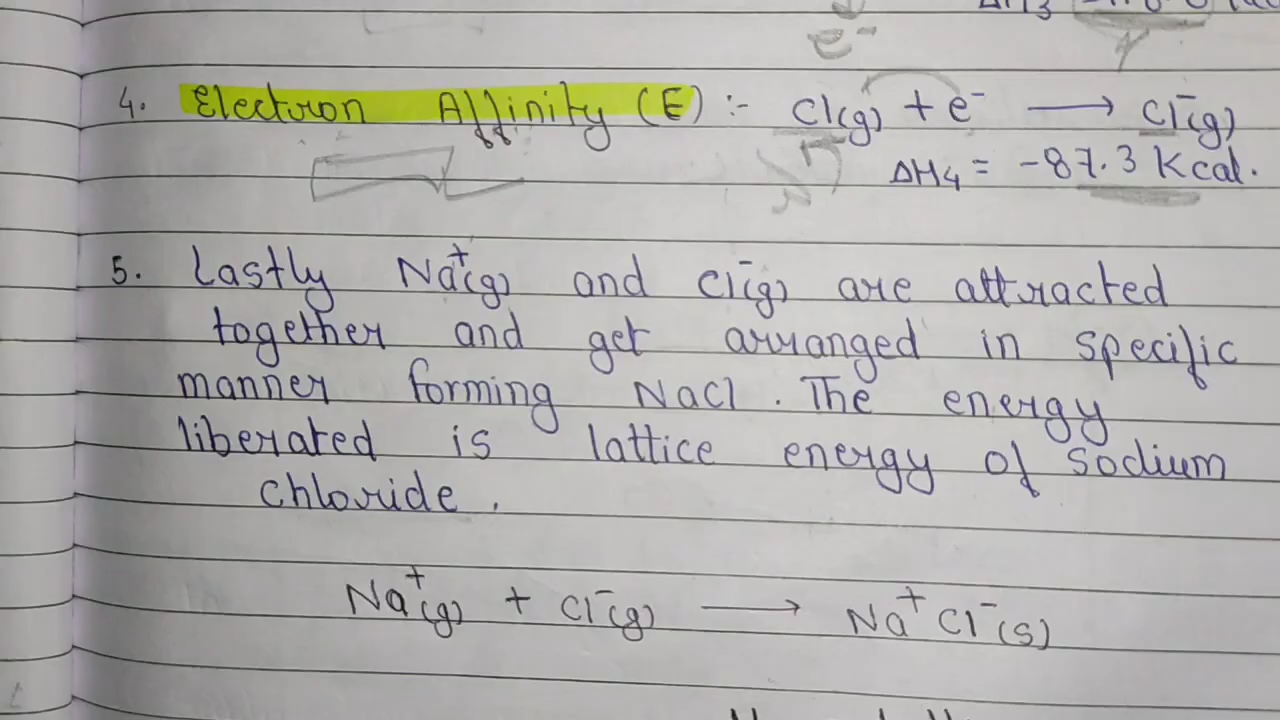 e⁻
4. Electron Affinity (E) :- Cl(g) + e⁻ ⟶ Cl⁻(g)
ΔH4 = -87.3 Kcal.
5. Lastly Na⁺(g) and Cl⁻(g) are attracted
together and get arranged in specific
manner forming NaCl. The energy
liberated is lattice energy of sodium
chloride.
Na⁺(g) + Cl⁻(g) ⟶ Na⁺Cl⁻(s)